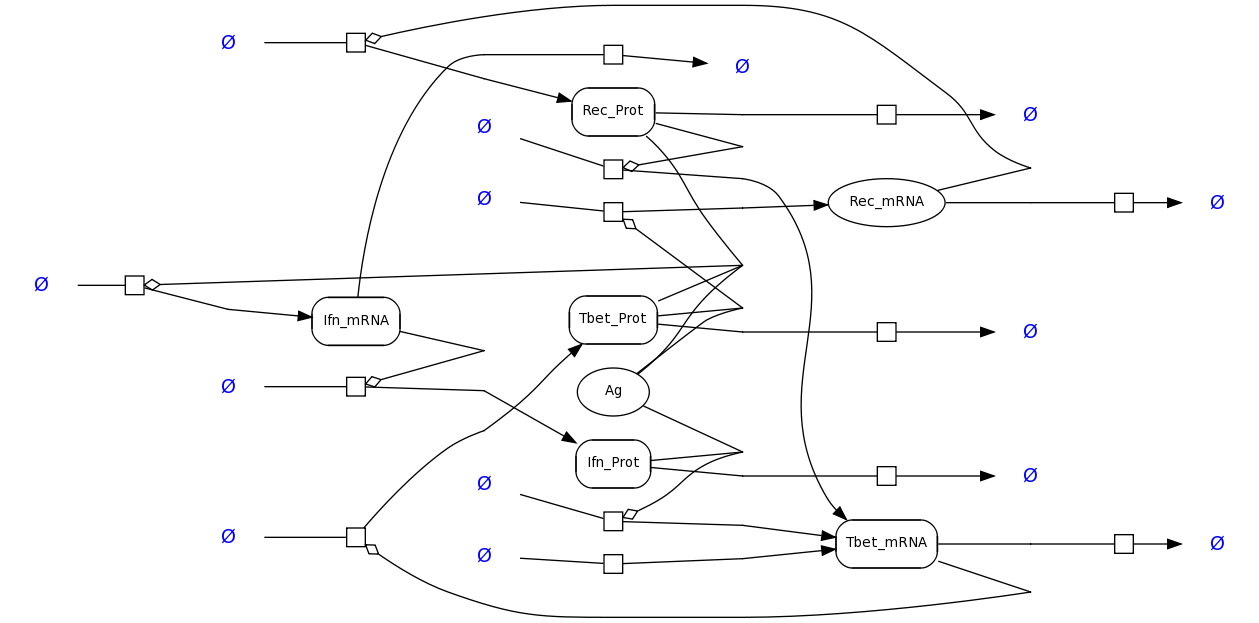 Ø
Ø
Rec_Prot
Ø
Ø
Ø
Rec_mRNA
Ø
Ø
Ifn_mRNA
Tbet_Prot
Ø
Ø
Ag
Ifn_Prot
Ø
Ø
Ø
Tbet_mRNA
Ø
Ø